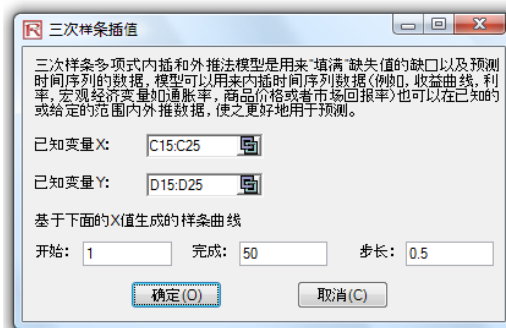 三次样条插值
三次样条多项式内插和外推法模型是用来“填满”缺失值的缺口以及预测
时间序列的数据, 模型可以用来内插时间序列数据(例如, 收益曲线, 利
率, 宏观经济变量如通胀率, 商品价格或者市场回报率)也可以在已知的
或给定的范围内外推数据, 使之更好地用于预测。
已知变量X: C15:C25
已知变量Y: D15:D25
基于下面的X值生成的样条曲线
开始: 1 完成: 50 步长: 0.5
确定(O) 取消(C)